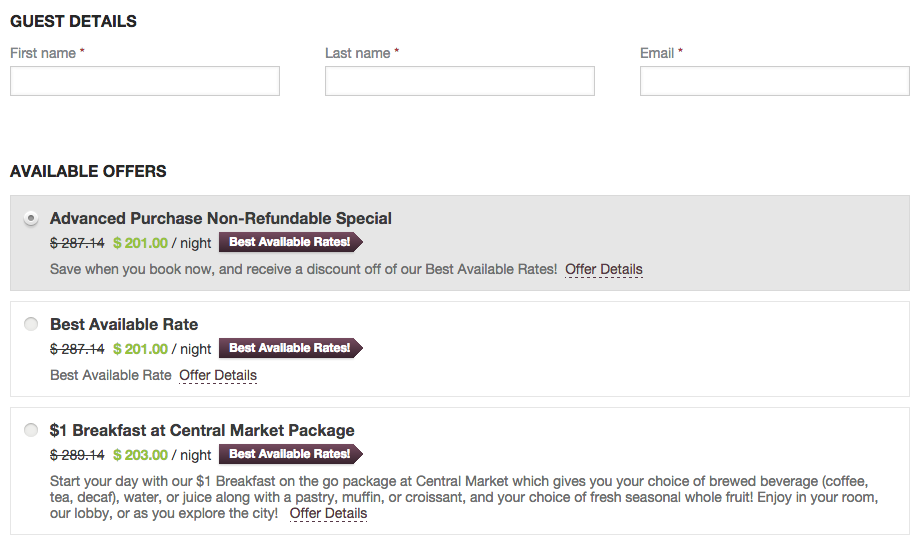 GUEST DETAILS
First name *
Last name *
Email *
AVAILABLE OFFERS
Advanced Purchase Non-Refundable Special
$ 287.14 $ 201.00 / night Best Available Rates!
Save when you book now, and receive a discount off of our Best Available Rates! Offer Details
Best Available Rate
$ 287.14 $ 201.00 / night Best Available Rates!
Best Available Rate Offer Details
$1 Breakfast at Central Market Package
$ 289.14 $ 203.00 / night Best Available Rates!
Start your day with our $1 Breakfast on the go package at Central Market which gives you your choice of brewed beverage (coffee,
tea, decaf), water, or juice along with a pastry, muffin, or croissant, and your choice of fresh seasonal whole fruit! Enjoy in your room,
our lobby, or as you explore the city! Offer Details